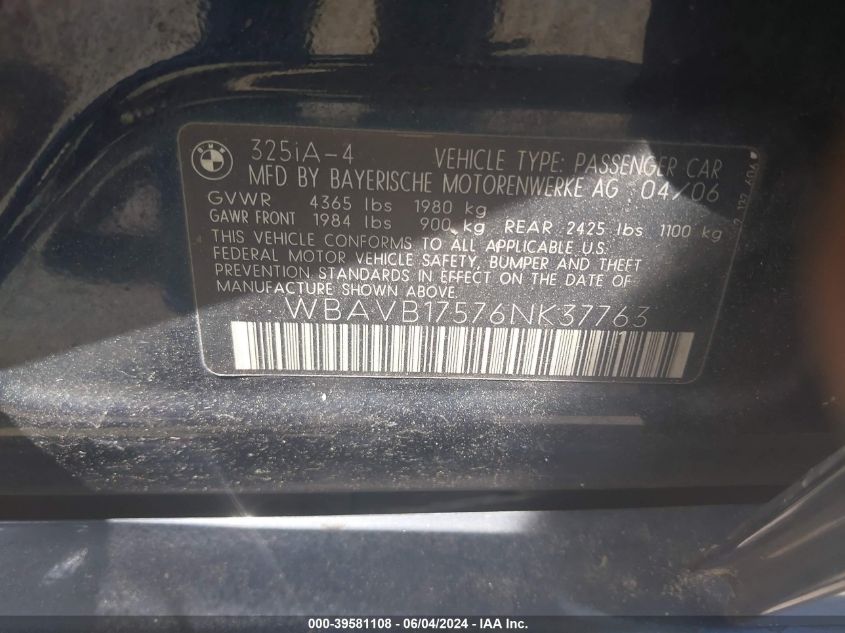 BMW
325iA-4 VEHICLE TYPE: PASSENGER CAR
MFD BY BAYERISCHE MOTORENWERKE AG 04/06
GVWR 4365 lbs 1980 kg
GAWR FRONT 1984 lbs 900 kg REAR 2425 lbs 1100 kg
THIS VEHICLE CONFORMS TO ALL APPLICABLE U.S.
FEDERAL MOTOR VEHICLE SAFETY, BUMPER AND THEFT
PREVENTION STANDARDS IN EFFECT ON THE DATE OF
MANUFACTURE SHOWN ABOVE.
WBAVB17576NK37763
000-39581108 - 06/04/2024 - IAA Inc.